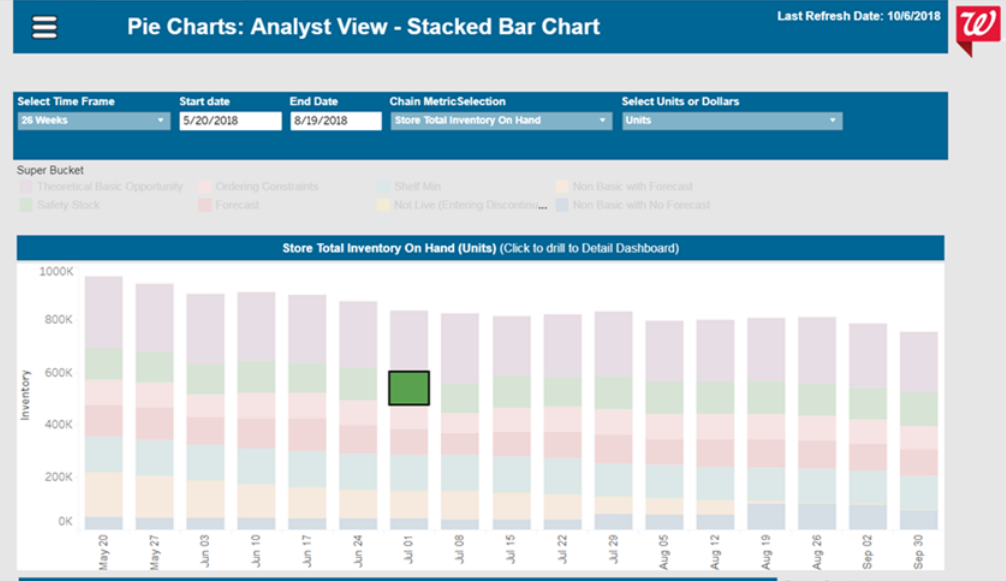 Pie Charts: Analyst View - Stacked Bar Chart
Last Refresh Date: 10/6/2018
W
Select Time Frame Start date End Date Chain MetricSelection Select Units or Dollars
26 Weeks 5/20/2018 8/19/2018 Store Total Inventory On Hand Units
Super Bucket
Theoretical Basic Opportunity Ordering Constraints Shelf Min Non Basic with Forecast
Safety Stock Forecast Not Live (Entering Discontinu... Non Basic with No Forecast
Store Total Inventory On Hand (Units) (Click to drill to Detail Dashboard)
Inventory
1000K
800K
600K
400K
200K
0K
May 20 May 27 Jun 03 Jun 10 Jun 17 Jun 24 Jul 01 Jul 08 Jul 15 Jul 22 Jul 29 Aug 05 Aug 12 Aug 19 Aug 26 Sep 02 Sep 30